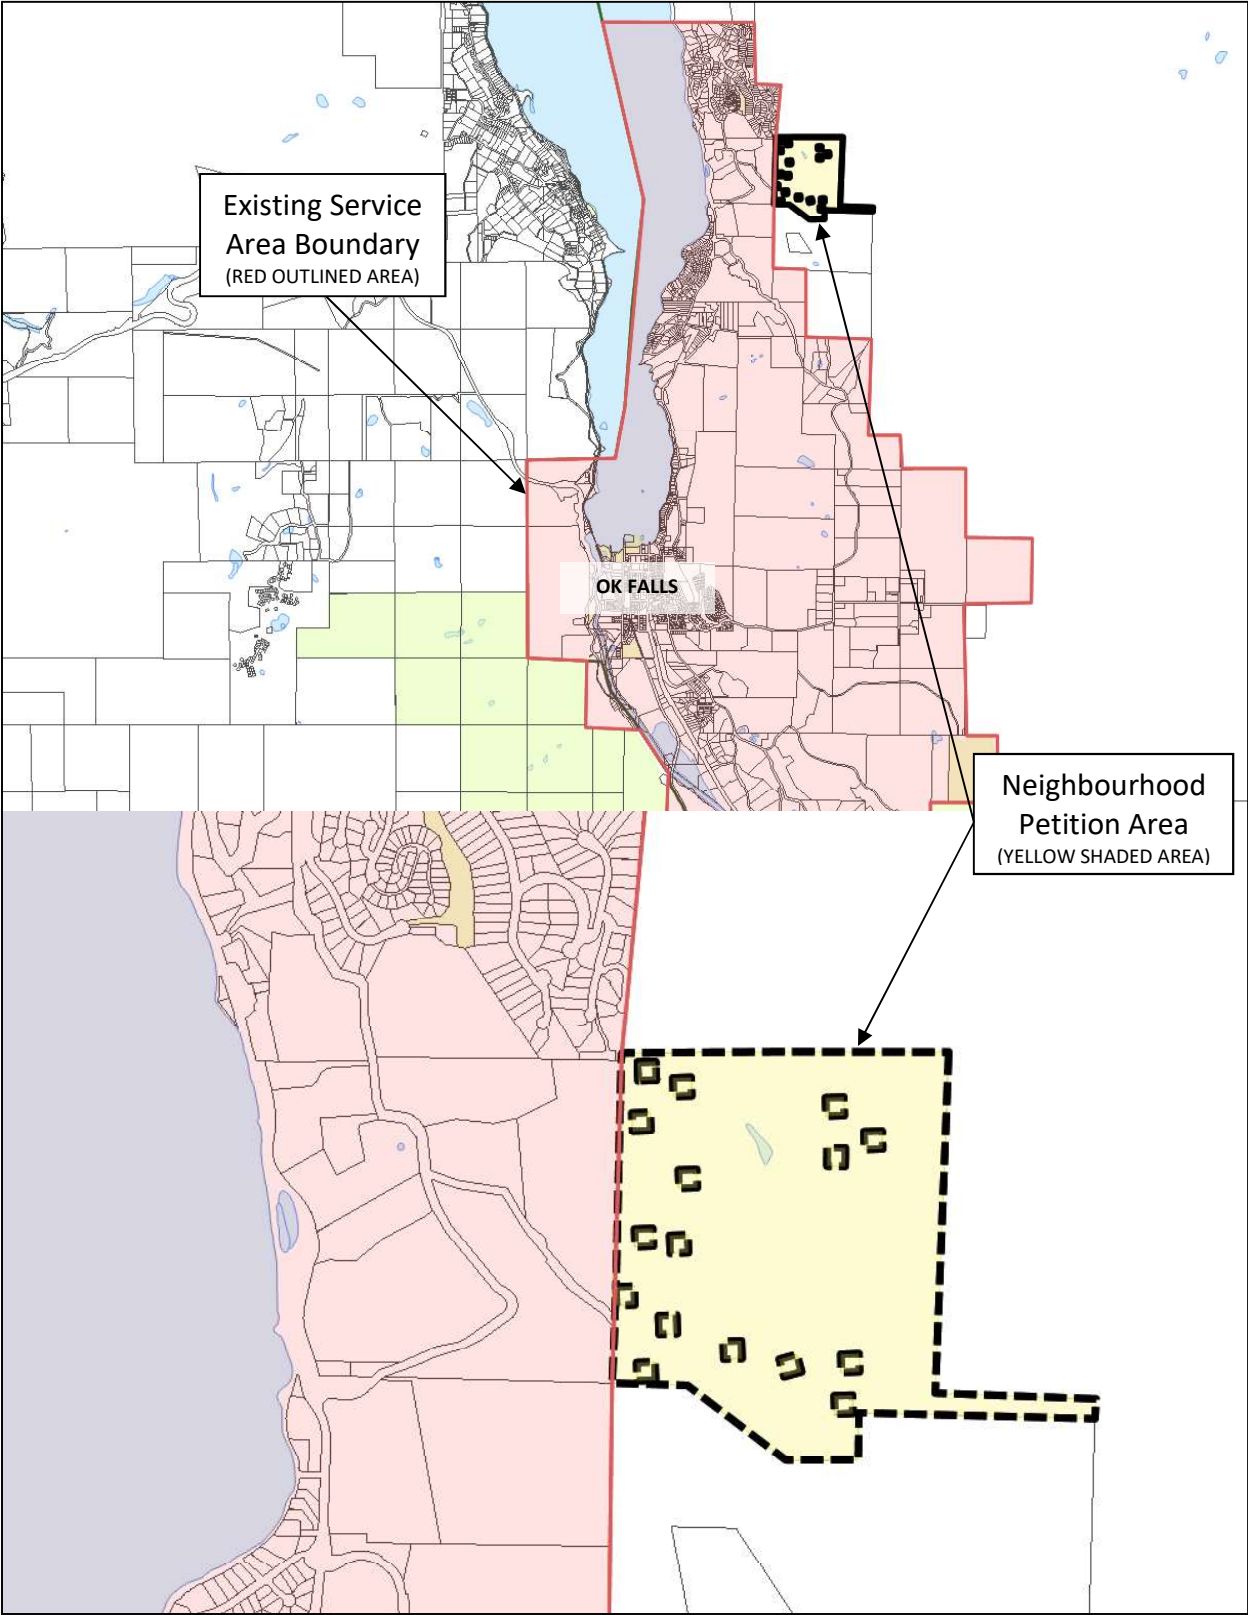 Existing Service
Area Boundary
(RED OUTLINED AREA)
OK FALLS
Neighbourhood
Petition Area
(YELLOW SHADED AREA)